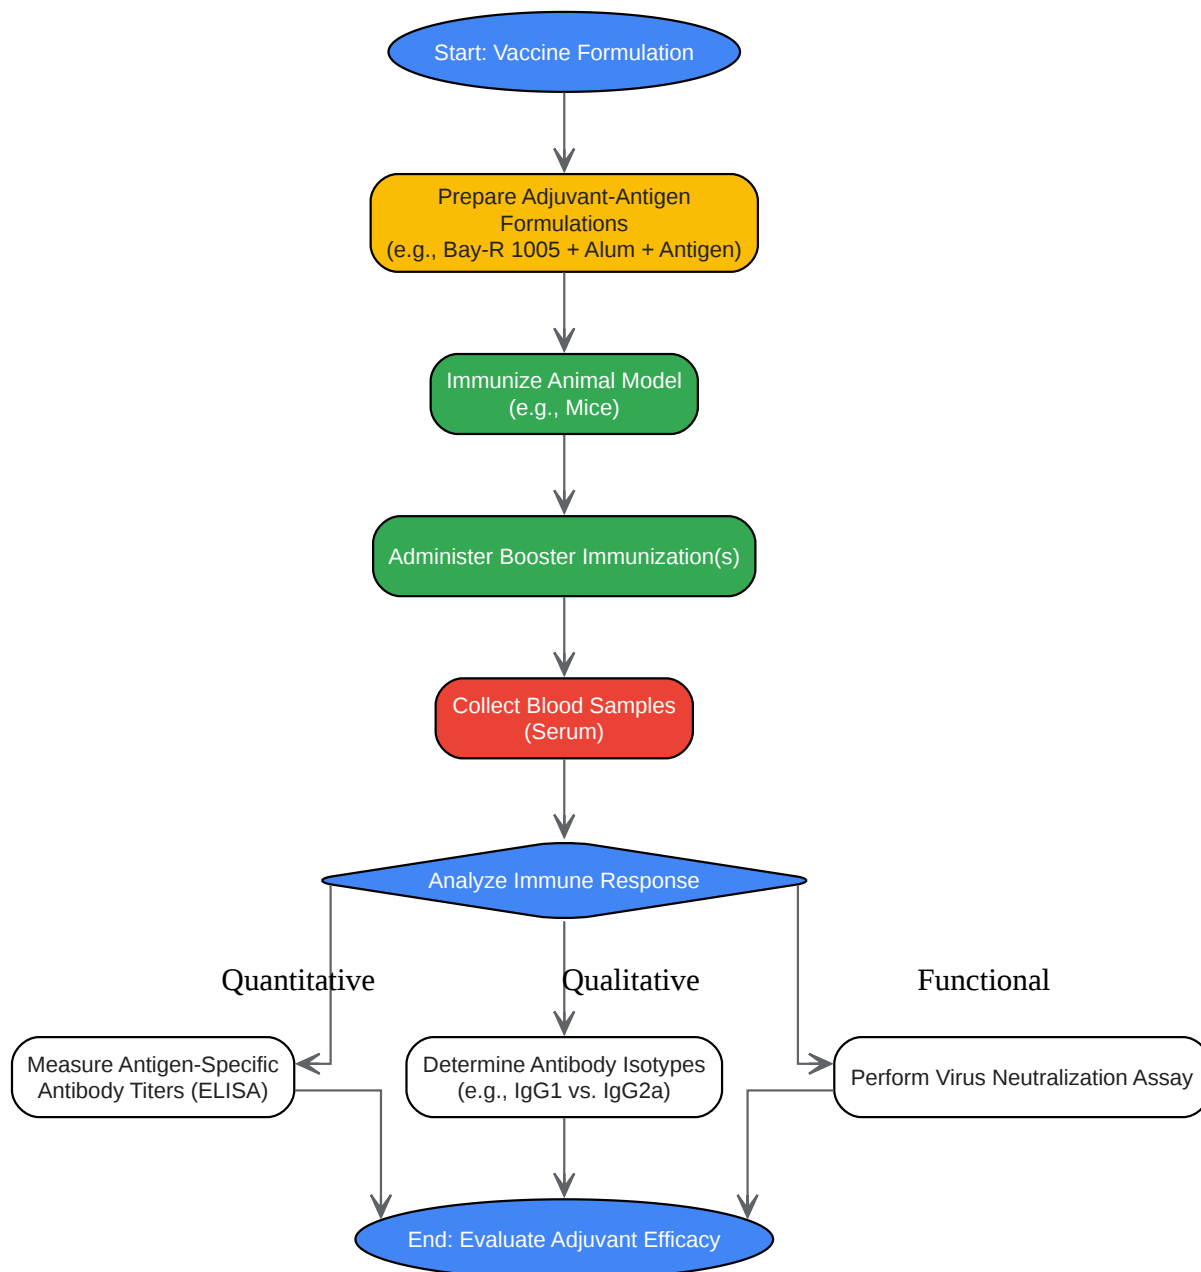 Start: Vaccine Formulation
Prepare Adjuvant-Antigen
Formulations
(e.g., Bay-R 1005 + Alum + Antigen)
Immunize Animal Model
(e.g., Mice)
Administer Booster Immunization(s)
Collect Blood Samples
(Serum)
Analyze Immune Response
Quantitative
Qualitative
Functional
Measure Antigen-Specific
Antibody Titers (ELISA)
Determine Antibody Isotypes
(e.g., IgG1 vs. IgG2a)
Perform Virus Neutralization Assay
End: Evaluate Adjuvant Efficacy